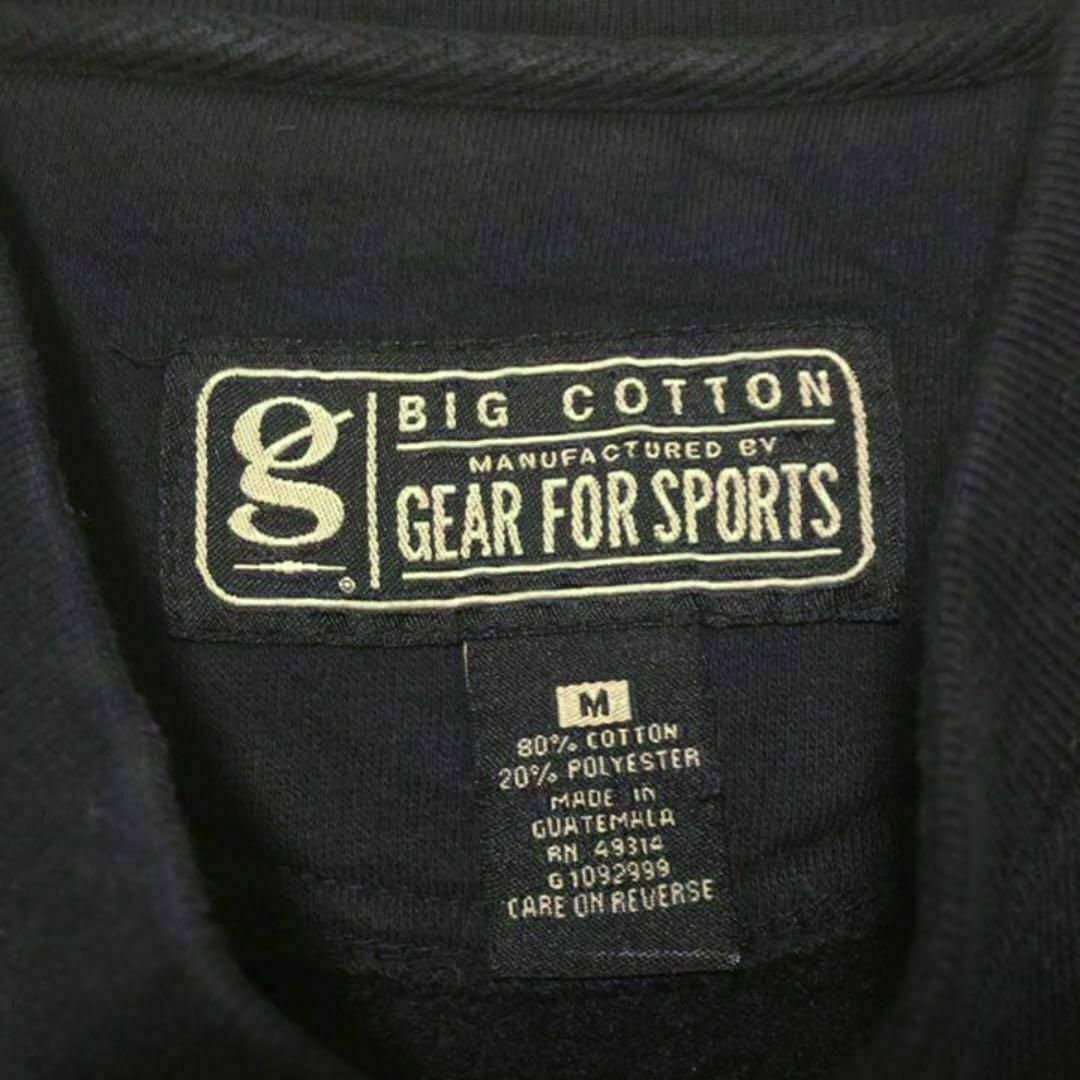 g
BIG COTTON
MANUFACTURED BY
GEAR FOR SPORTS
®
M
80% COTTON
20% POLYESTER
MADE IN
GUATEMALA
RN 49314
G1092999
CARE ON REVERSE